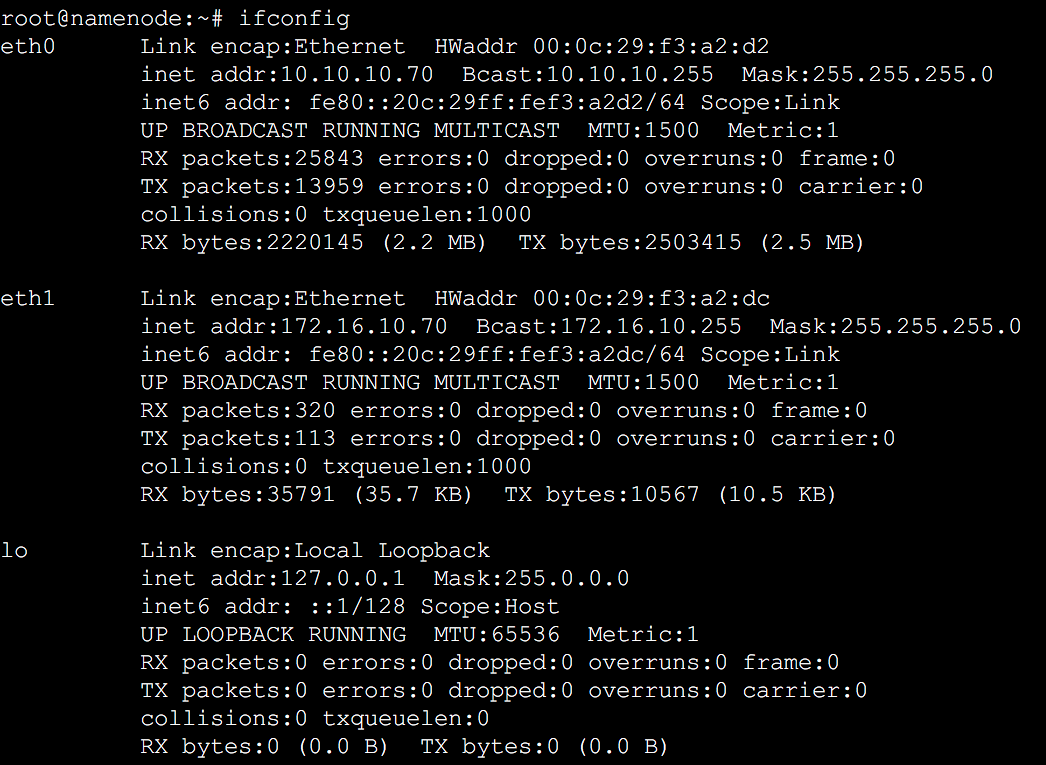 root@namenode:~# ifconfig
eth0      Link encap:Ethernet  HWaddr 00:0c:29:f3:a2:d2
          inet addr:10.10.10.70  Bcast:10.10.10.255  Mask:255.255.255.0
          inet6 addr: fe80::20c:29ff:fef3:a2d2/64 Scope:Link
          UP BROADCAST RUNNING MULTICAST  MTU:1500  Metric:1
          RX packets:25843 errors:0 dropped:0 overruns:0 frame:0
          TX packets:13959 errors:0 dropped:0 overruns:0 carrier:0
          collisions:0 txqueuelen:1000
          RX bytes:2220145 (2.2 MB)  TX bytes:2503415 (2.5 MB)

eth1      Link encap:Ethernet  HWaddr 00:0c:29:f3:a2:dc
          inet addr:172.16.10.70  Bcast:172.16.10.255  Mask:255.255.255.0
          inet6 addr: fe80::20c:29ff:fef3:a2dc/64 Scope:Link
          UP BROADCAST RUNNING MULTICAST  MTU:1500  Metric:1
          RX packets:320 errors:0 dropped:0 overruns:0 frame:0
          TX packets:113 errors:0 dropped:0 overruns:0 carrier:0
          collisions:0 txqueuelen:1000
          RX bytes:35791 (35.7 KB)  TX bytes:10567 (10.5 KB)

lo        Link encap:Local Loopback
          inet addr:127.0.0.1  Mask:255.0.0.0
          inet6 addr: ::1/128 Scope:Host
          UP LOOPBACK RUNNING  MTU:65536  Metric:1
          RX packets:0 errors:0 dropped:0 overruns:0 frame:0
          TX packets:0 errors:0 dropped:0 overruns:0 carrier:0
          collisions:0 txqueuelen:0
          RX bytes:0 (0.0 B)  TX bytes:0 (0.0 B)